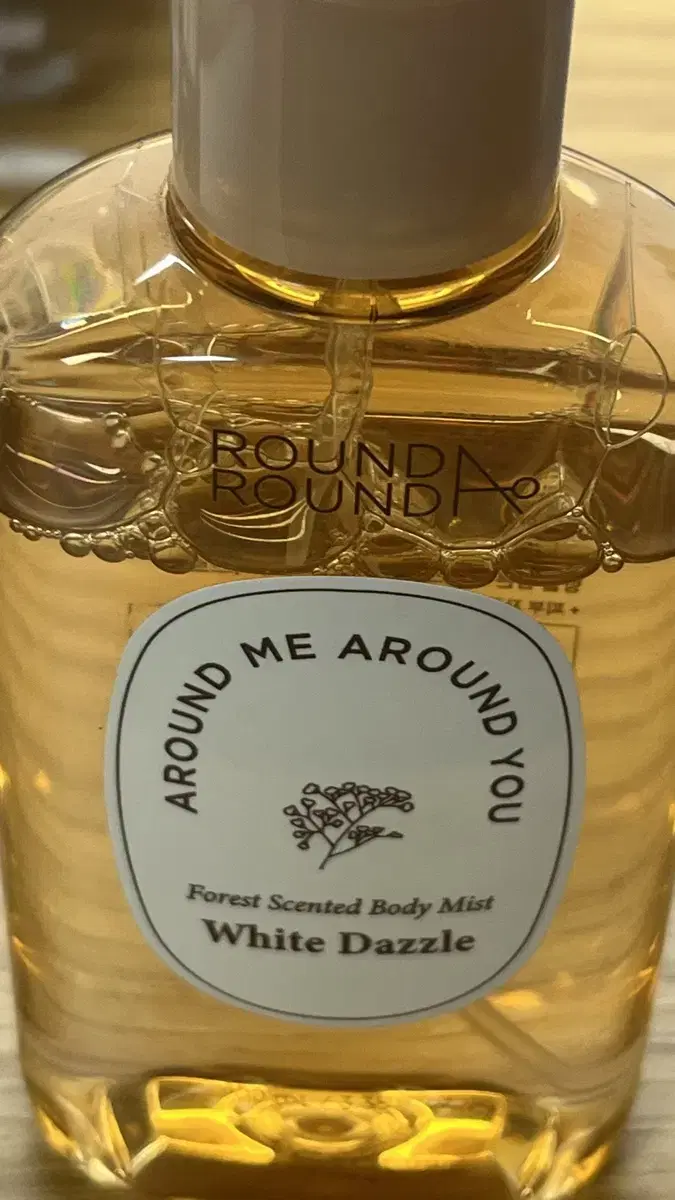 ROUND A
ROUND
AROUND ME AROUND YOU
Forest Scented Body Mist
White Dazzle